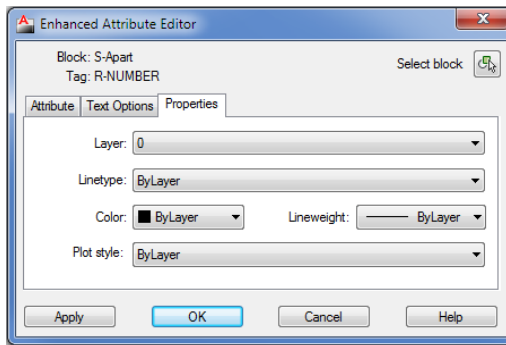 Enhanced Attribute Editor
Block: S-Apart
Tag: R-NUMBER
Select block
Attribute Text Options Properties
Layer: 0
Linetype: ByLayer
Color: ByLayer Lineweight: ByLayer
Plot style: ByLayer
Apply OK Cancel Help